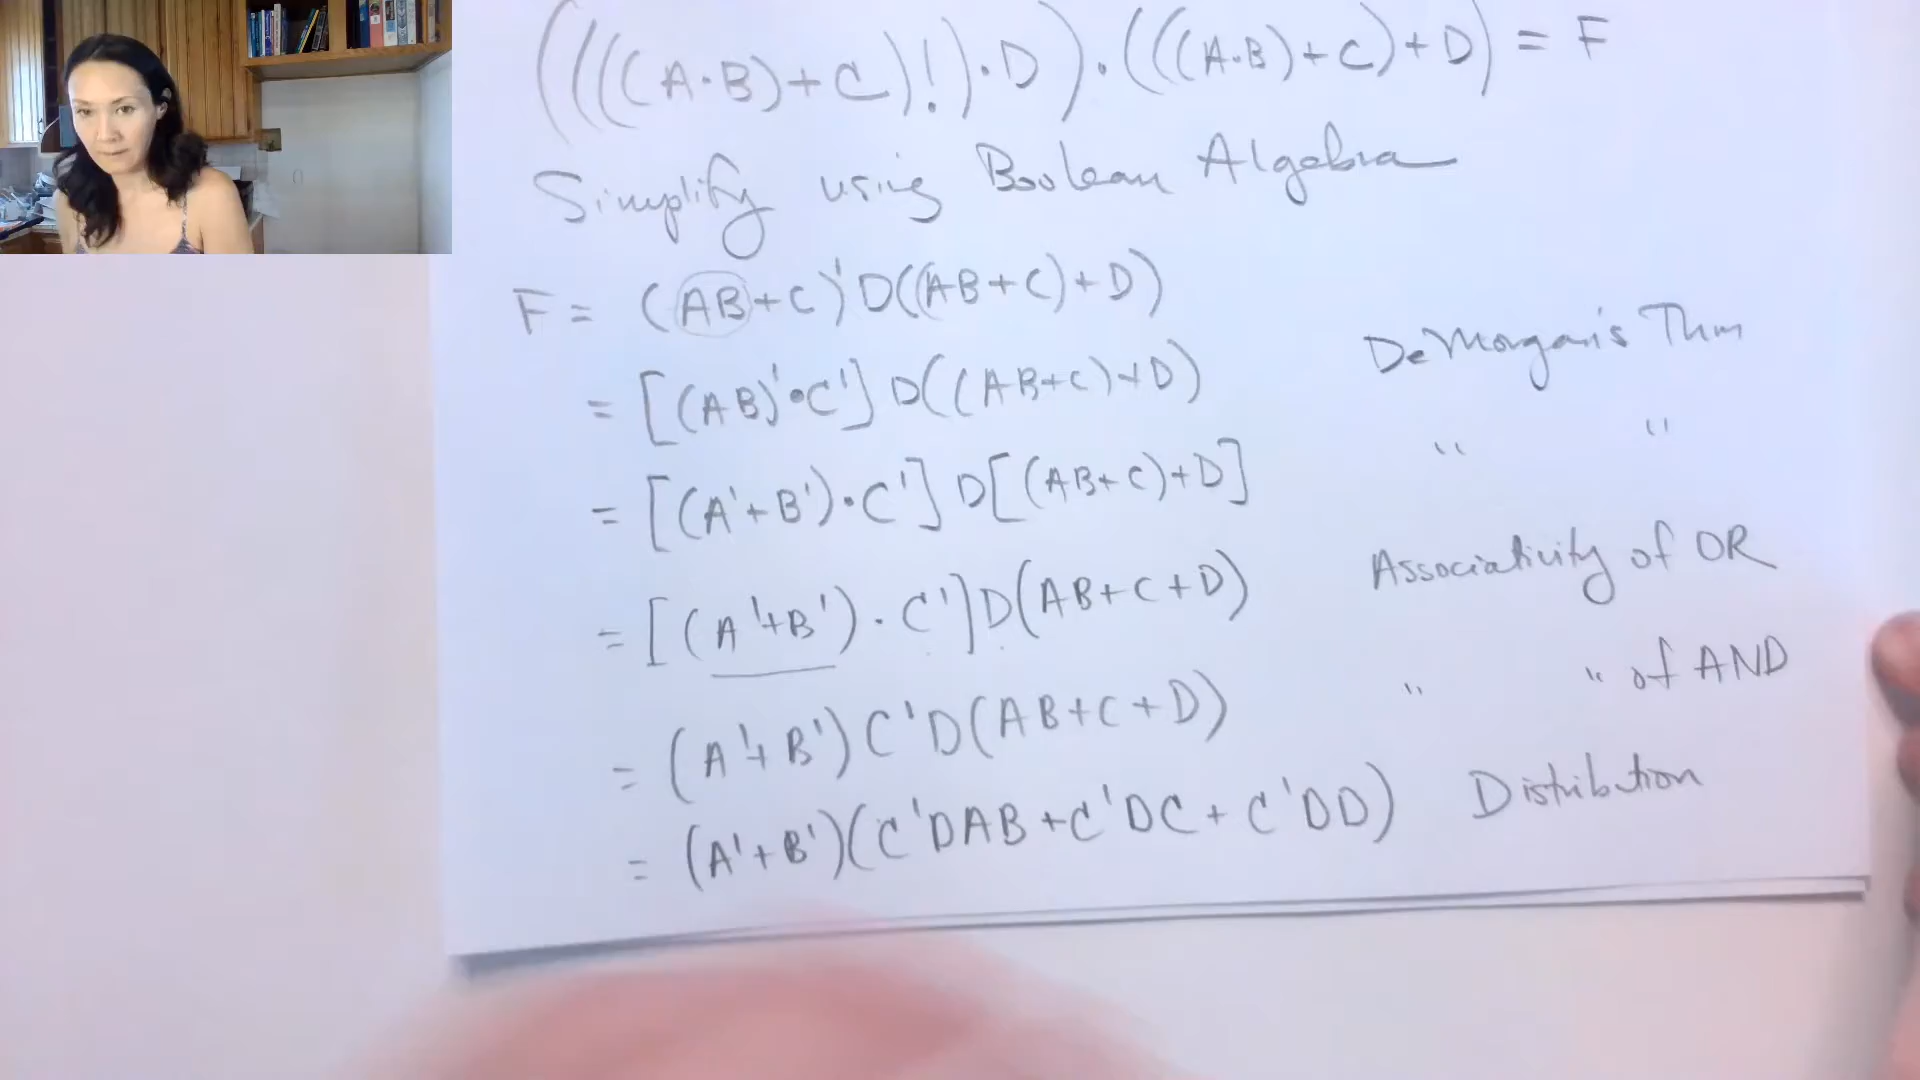 ((((A·B)+C)!)·D)·(((A·B)+C)+D) = F
Simplify using Boolean Algebra
F = (AB+C)'D((AB+C)+D)
= [(AB)'·C'] D((AB+C)+D) DeMorgan's Thm
= [(A'+B')·C'] D[(AB+C)+D] " "
= [(A'+B')·C']D(AB+C+D) Associativity of OR
= (A'+B')C'D(AB+C+D) " " of AND
= (A'+B')(C'DAB+C'DC+C'DD) Distribution